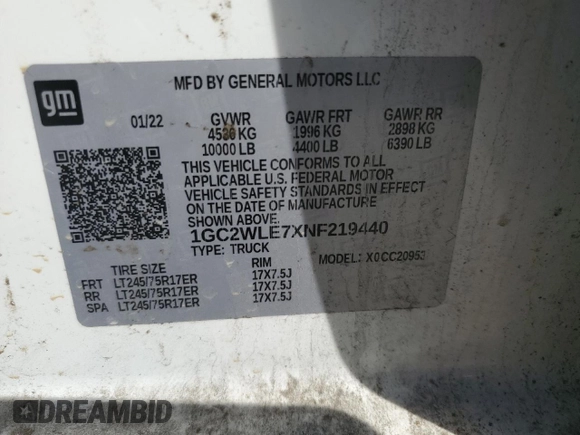 gm
MFD BY GENERAL MOTORS LLC
01/22 GVWR GAWR FRT GAWR RR
4536 KG 1996 KG 2898 KG
10000 LB 4400 LB 6390 LB
THIS VEHICLE CONFORMS TO ALL
APPLICABLE U.S. FEDERAL MOTOR
VEHICLE SAFETY STANDARDS IN EFFECT
ON THE DATE OF MANUFACTURE
SHOWN ABOVE.
1GC2WLE7XNF219440
TYPE: TRUCK MODEL: X0CC20953
TIRE SIZE RIM
FRT LT245/75R17ER 17X7.5J
RR LT245/75R17ER 17X7.5J
SPA LT245/75R17ER 17X7.5J
DREAMBID